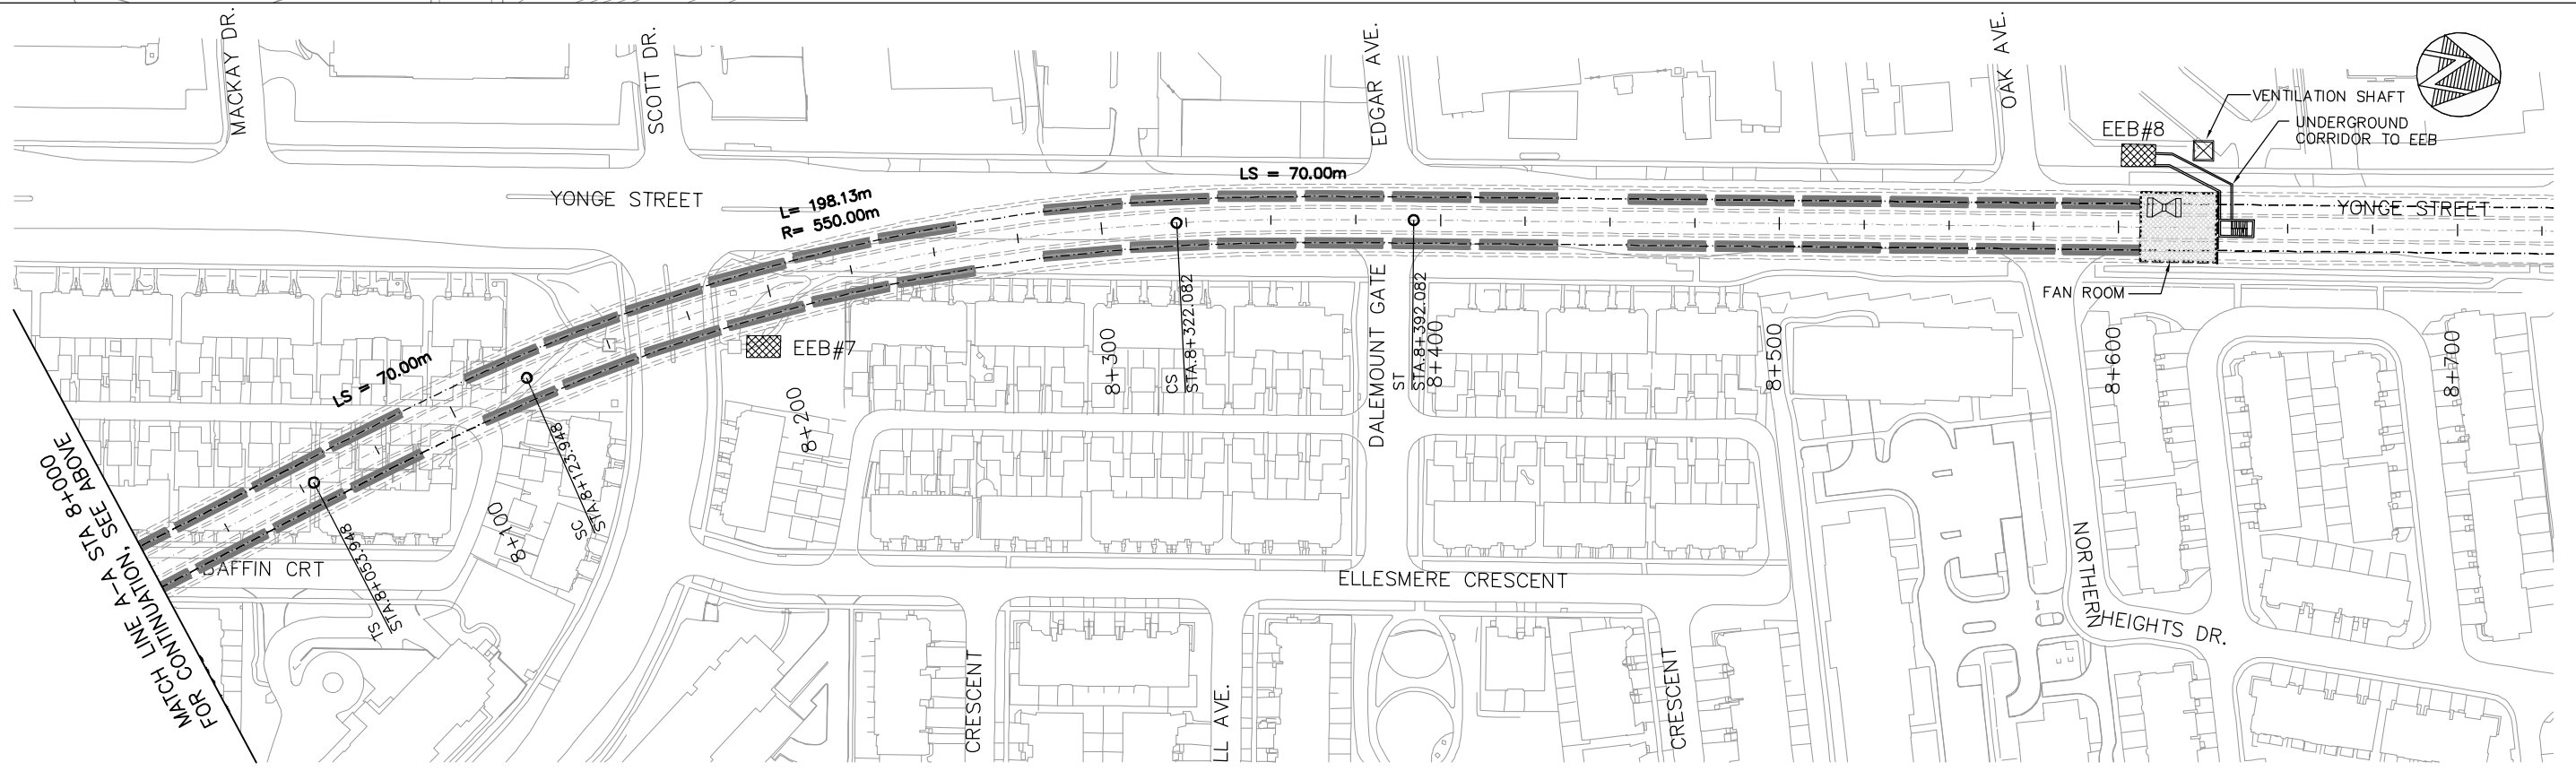 MACKAY DR.
SCOTT DR.
EDGAR AVE.
OAK AVE.
VENTILATION SHAFT
EEB#8
UNDERGROUND
CORRIDOR TO EEB
LS = 70.00m
YONGE STREET
L= 198.13m
R= 550.00m
YONGE STREET
FAN ROOM
EEB#7
LS = 70.00m
8+200
8+300
CS
STA.8+322.082
DALEMOUNT GATE
ST
STA.8+392.082
8+400
8+500
8+600
8+700
MATCH LINE A-A STA 8+000
FOR CONTINUATION, SEE ABOVE
BAFFIN CRT
TS
STA.8+053.948
8+100
SC
STA.8+123.948
ELLESMERE CRESCENT
NORTHERN
HEIGHTS DR.
CRESCENT
LL AVE.
CRESCENT